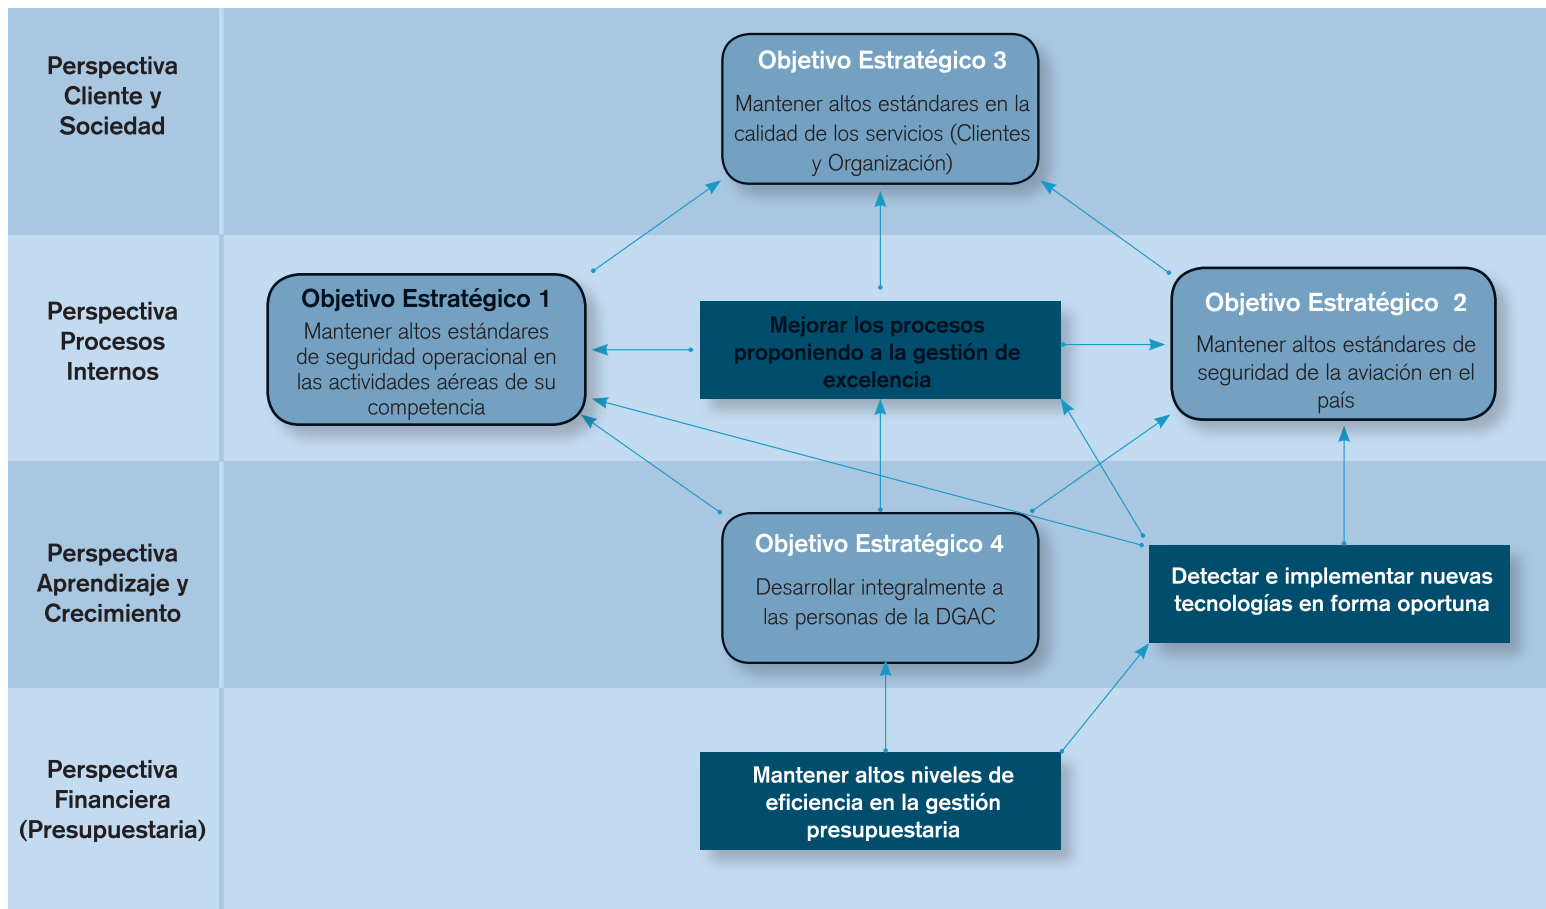 Perspectiva
Cliente y
Sociedad
Objetivo Estratégico 3
Mantener altos estándares en la
calidad de los servicios (Clientes
y Organización)
Perspectiva
Procesos
Internos
Objetivo Estratégico 1
Mantener altos estándares
de seguridad operacional en
las actividades aéreas de su
competencia
Mejorar los procesos
proponiendo a la gestión de
excelencia
Objetivo Estratégico 2
Mantener altos estándares de
seguridad de la aviación en el
país
Perspectiva
Aprendizaje y
Crecimiento
Objetivo Estratégico 4
Desarrollar integralmente a
las personas de la DGAC
Detectar e implementar nuevas
tecnologías en forma oportuna
Perspectiva
Financiera
(Presupuestaria)
Mantener altos niveles de
eficiencia en la gestión
presupuestaria